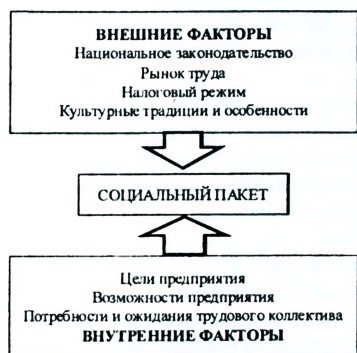 ВНЕШНИЕ ФАКТОРЫ
Национальное законодательство
Рынок труда
Налоговый режим
Культурные традиции и особенности
СОЦИАЛЬНЫЙ ПАКЕТ
Цели предприятия
Возможности предприятия
Потребности и ожидания трудового коллектива
ВНУТРЕННИЕ ФАКТОРЫ